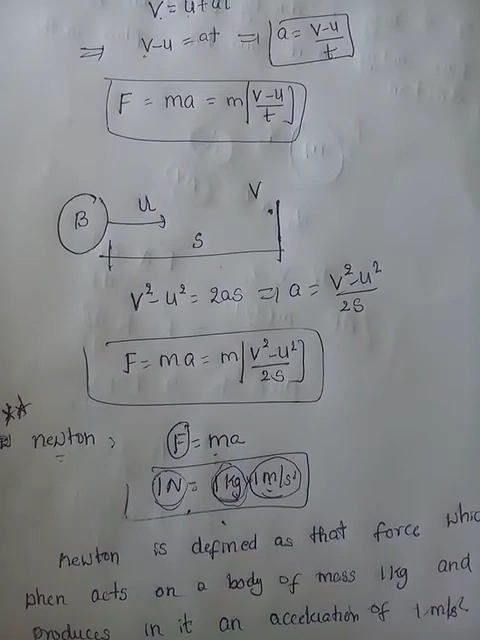 V = u+at
⇒ v-u = at ⇒ a = v-u/t
F = ma = m[v-u/t]
B u V
S
V²-u² = 2as ⇒ a = V²-u²/2S
F = ma = m[V²-u²/2S]
newton, F = ma
1N = 1kg × 1m/s²
newton is defined as that force whic
phen acts on a body of mass 1kg and
produces in it an acceleration of 1m/s²